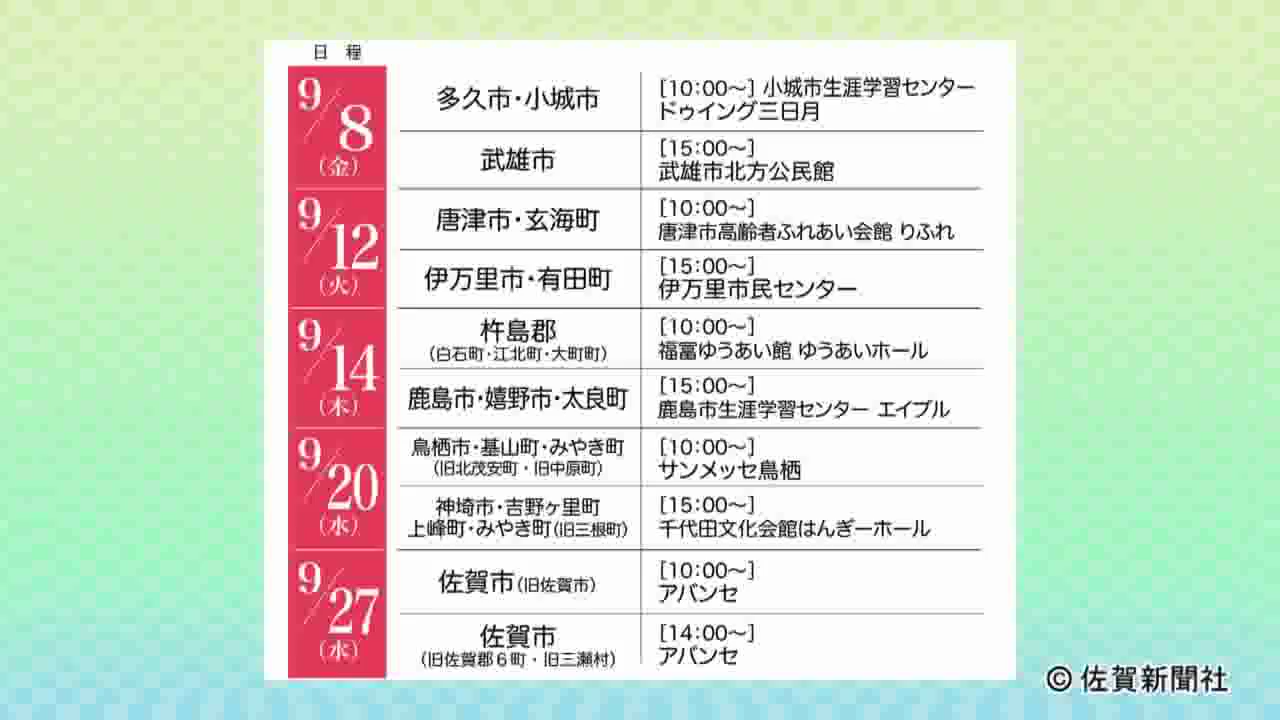 日 程
9/8
(金)
多久市・小城市
[10:00～] 小城市生涯学習センター
ドゥイング三日月
武雄市
[15:00～]
武雄市北方公民館
9/12
(火)
唐津市・玄海町
[10:00～]
唐津市高齢者ふれあい会館 りふれ
伊万里市・有田町
[15:00～]
伊万里市民センター
9/14
(木)
杵島郡
(白石町・江北町・大町町)
[10:00～]
福富ゆうあい館 ゆうあいホール
鹿島市・嬉野市・太良町
[15:00～]
鹿島市生涯学習センター エイブル
9/20
(水)
鳥栖市・基山町・みやき町
(旧北茂安町・旧中原町)
[10:00～]
サンメッセ鳥栖
神埼市・吉野ヶ里町
上峰町・みやき町(旧三根町)
[15:00～]
千代田文化会館はんぎーホール
9/27
(水)
佐賀市(旧佐賀市)
[10:00～]
アバンセ
佐賀市
(旧佐賀郡6町・旧三瀬村)
[14:00～]
アバンセ
© 佐賀新聞社